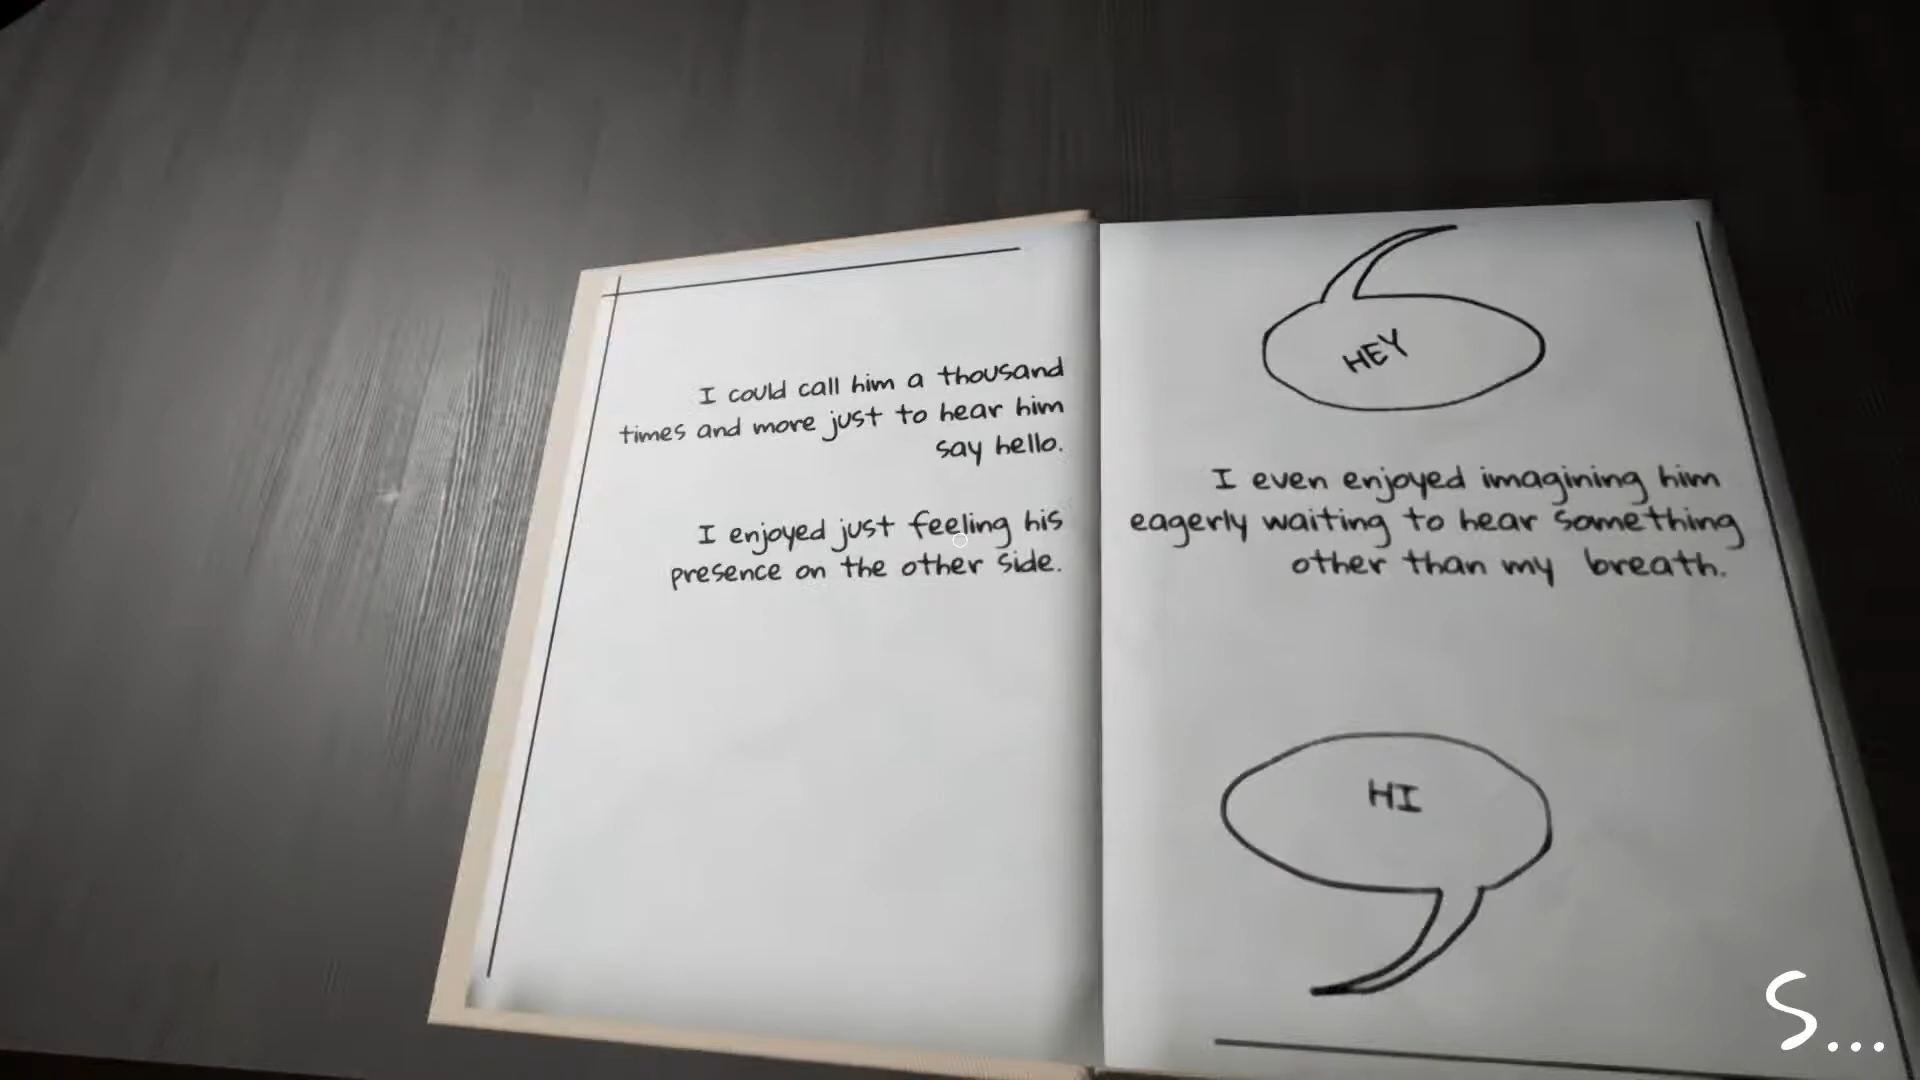 I could call him a thousand
times and more just to hear him
say hello.
I enjoyed just feeling his
presence on the other side.
HEY
I even enjoyed imagining him
eagerly waiting to hear something
other than my breath.
HI
S...